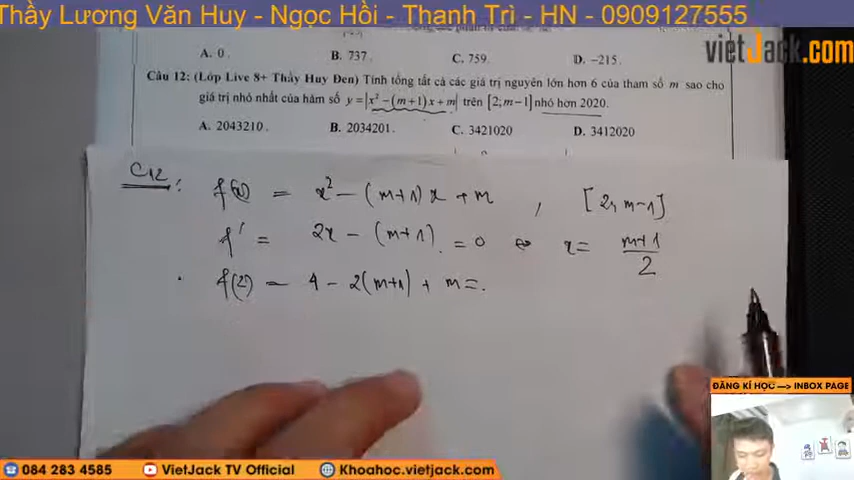 Thầy Lương Văn Huy - Ngọc Hồi - Thanh Trì - HN - 0909127555
vietJack.com
A. 0. B. 737. C. 759. D. −215.
Câu 12: (Lớp Live 8+ Thầy Huy Đen) Tính tổng tất cả các giá trị nguyên lớn hơn 6 của tham số m sao cho
giá trị nhỏ nhất của hàm số y = |x² − (m+1)x + m| trên [2;m−1] nhỏ hơn 2020.
A. 2043210. B. 2034201. C. 3421020 D. 3412020
C12: f(x) = x² − (m+1)x + m , [2, m−1]
f' = 2x − (m+1) = 0 ⇔ x = (m+1)/2
f(2) = 4 − 2(m+1) + m =
ĐĂNG KÍ HỌC —> INBOX PAGE
084 283 4585 VietJack TV Official Khoahoc.vietjack.com